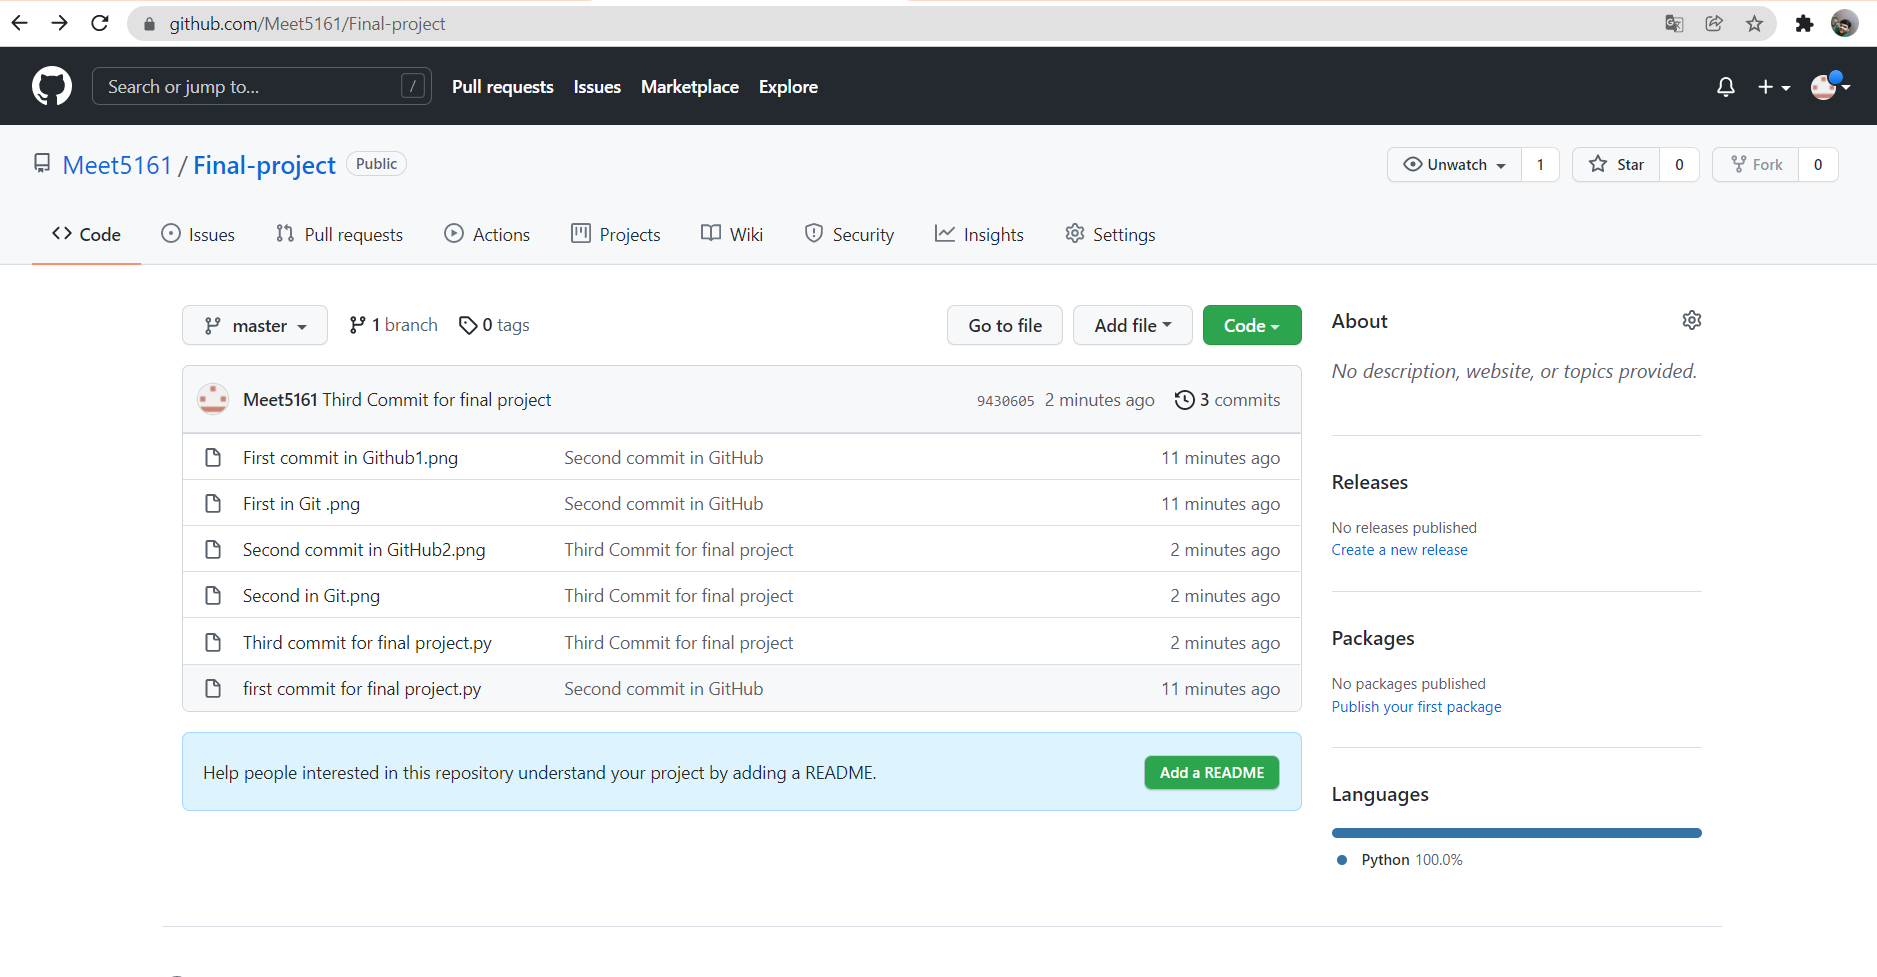 github.com/Meet5161/Final-project
Search or jump to... /
Pull requests Issues Marketplace Explore
Meet5161 / Final-project Public
Unwatch 1 Star 0 Fork 0
Code Issues Pull requests Actions Projects Wiki Security Insights Settings
master 1 branch 0 tags Go to file Add file Code
Meet5161 Third Commit for final project 9430605 2 minutes ago 3 commits
First commit in Github1.png Second commit in GitHub 11 minutes ago
First in Git .png Second commit in GitHub 11 minutes ago
Second commit in GitHub2.png Third Commit for final project 2 minutes ago
Second in Git.png Third Commit for final project 2 minutes ago
Third commit for final project.py Third Commit for final project 2 minutes ago
first commit for final project.py Second commit in GitHub 11 minutes ago
Help people interested in this repository understand your project by adding a README. Add a README
About
No description, website, or topics provided.
Releases
No releases published
Create a new release
Packages
No packages published
Publish your first package
Languages
Python 100.0%